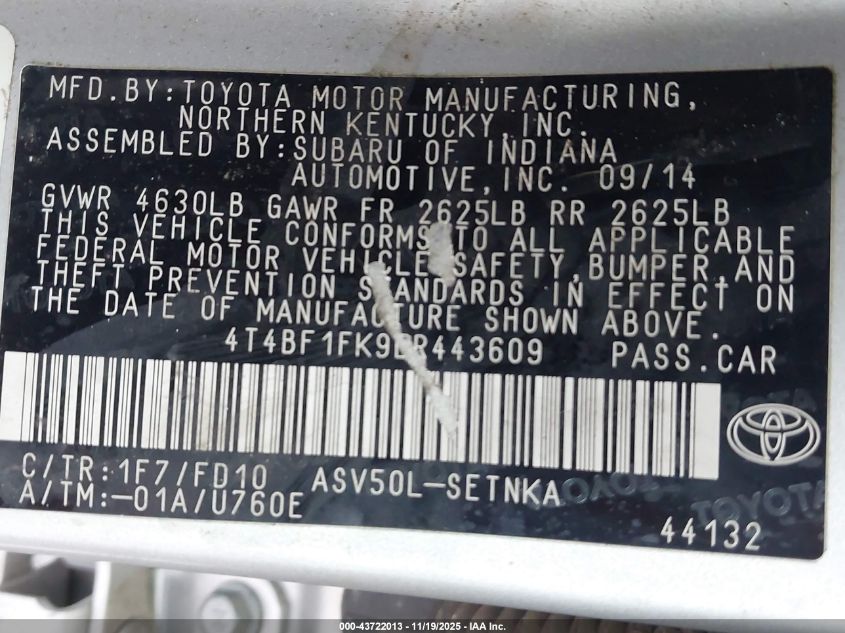 MFD.BY:TOYOTA MOTOR MANUFACTURING,
NORTHERN KENTUCKY,INC.
ASSEMBLED BY:SUBARU OF INDIANA
AUTOMOTIVE,INC. 09/14
GVWR 4630LB GAWR FR 2625LB RR 2625LB
THIS VEHICLE CONFORMS TO ALL APPLICABLE
FEDERAL MOTOR VEHICLE SAFETY,BUMPER,AND
THEFT PREVENTION STANDARDS IN EFFECT ON
THE DATE OF MANUFACTURE SHOWN ABOVE.
PASS.CAR
C/TR:1F7/FD10 ASV50L-SETNKA
A/TM:-01A/U760E
TOYOTA
44132
000-43722013 - 11/19/2025 - IAA Inc.